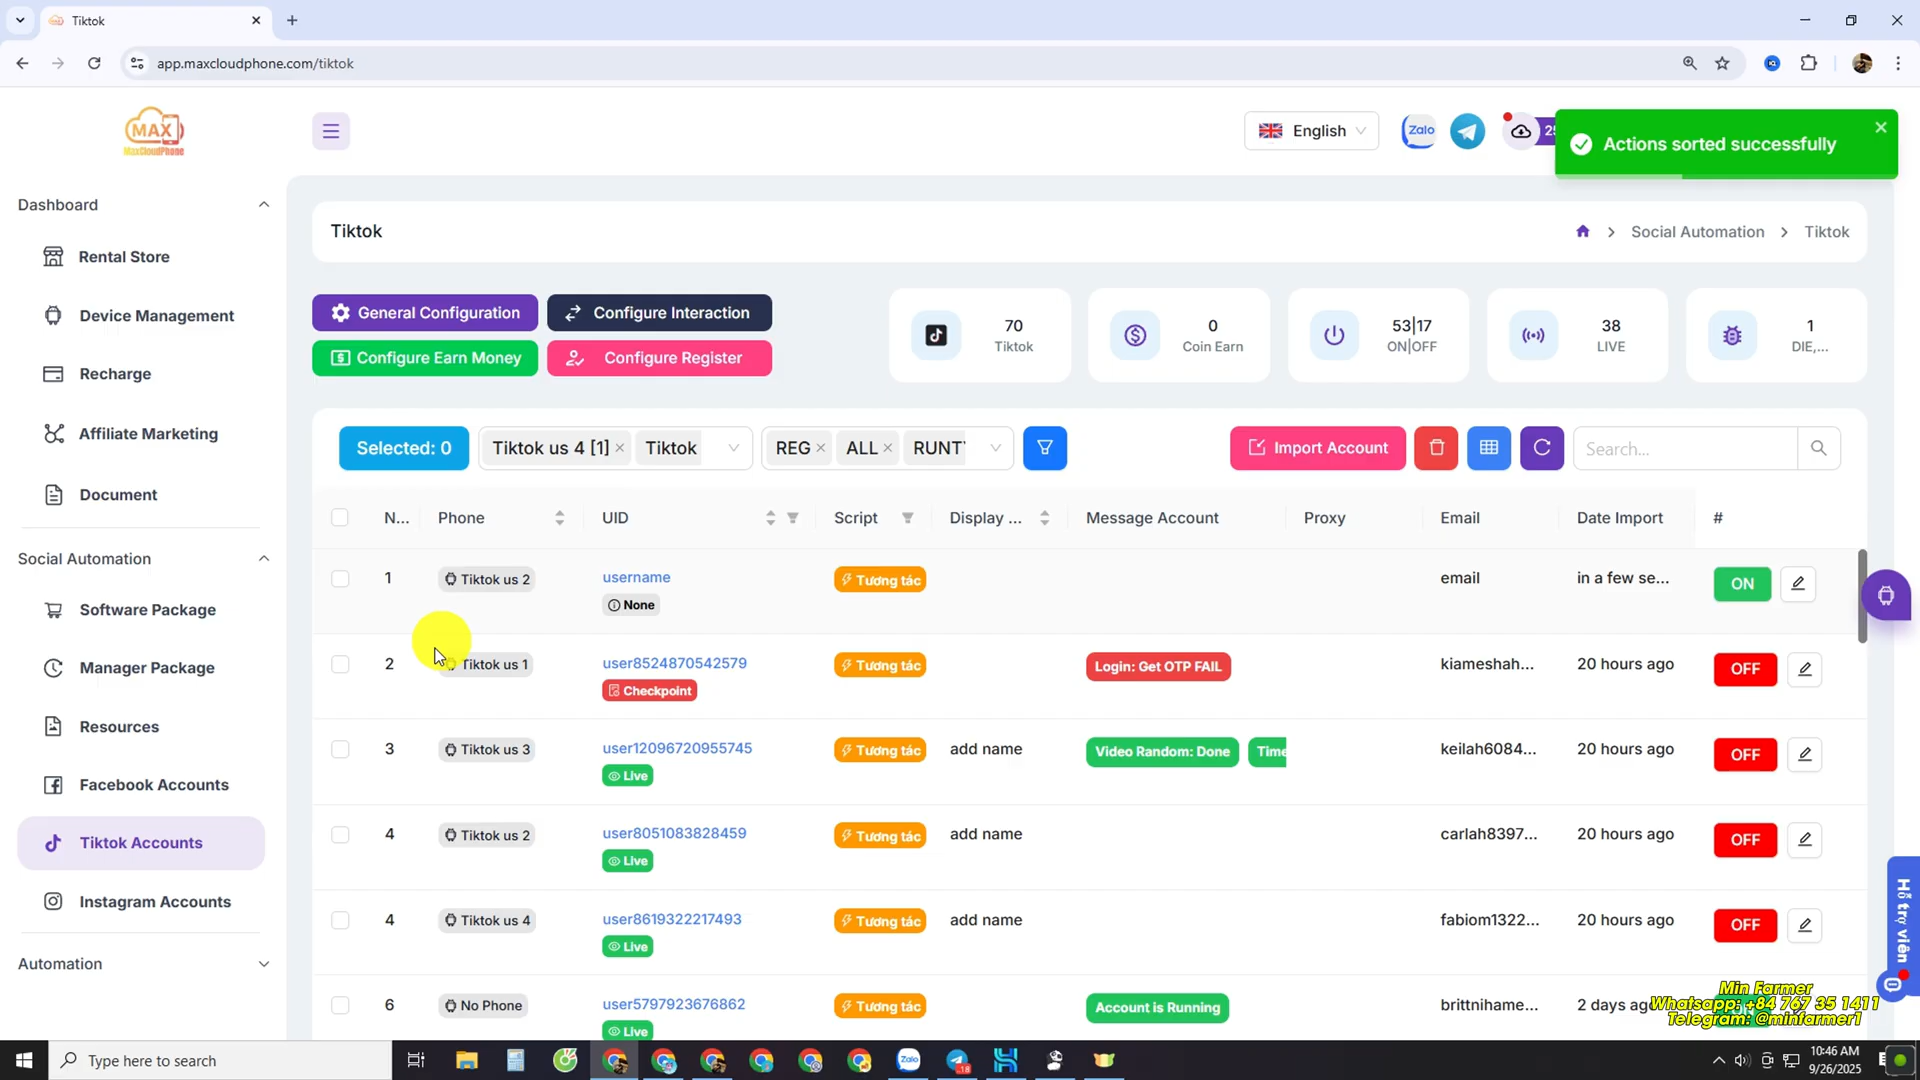 Tiktok
app.maxcloudphone.com/tiktok
MAX
MaxCloudPhone
English
Zalo
25
Actions sorted successfully
Dashboard
Rental Store
Device Management
Recharge
Affiliate Marketing
Document
Social Automation
Software Package
Manager Package
Resources
Facebook Accounts
Tiktok Accounts
Instagram Accounts
Automation
Tiktok
Social Automation
Tiktok
General Configuration
Configure Interaction
Configure Earn Money
Configure Register
70
Tiktok
0
Coin Earn
53|17
ON|OFF
38
LIVE
1
DIE,...
Selected: 0
Tiktok us 4 [1]
Tiktok
REG
ALL
RUNT
Import Account
Search...
N...
Phone
UID
Script
Display ...
Message Account
Proxy
Email
Date Import
#
1
Tiktok us 2
username
None
Tương tác
email
in a few se...
ON
2
Tiktok us 1
user8524870542579
Checkpoint
Tương tác
Login: Get OTP FAIL
kiameshah...
20 hours ago
OFF
3
Tiktok us 3
user12096720955745
Live
Tương tác
add name
Video Random: Done
Time
keilah6084...
20 hours ago
OFF
4
Tiktok us 2
user8051083828459
Live
Tương tác
add name
carlah8397...
20 hours ago
OFF
4
Tiktok us 4
user8619322217493
Live
Tương tác
add name
fabiom1322...
20 hours ago
OFF
6
No Phone
user5797923676862
Live
Tương tác
Account is Running
brittnihame...
2 days ago
Hỗ trợ viên
Min Farmer
Whatsapp: +84 767 35 1411
Telegram: @minfarmer1
Type here to search
Zalo
18
10:46 AM
9/26/2025